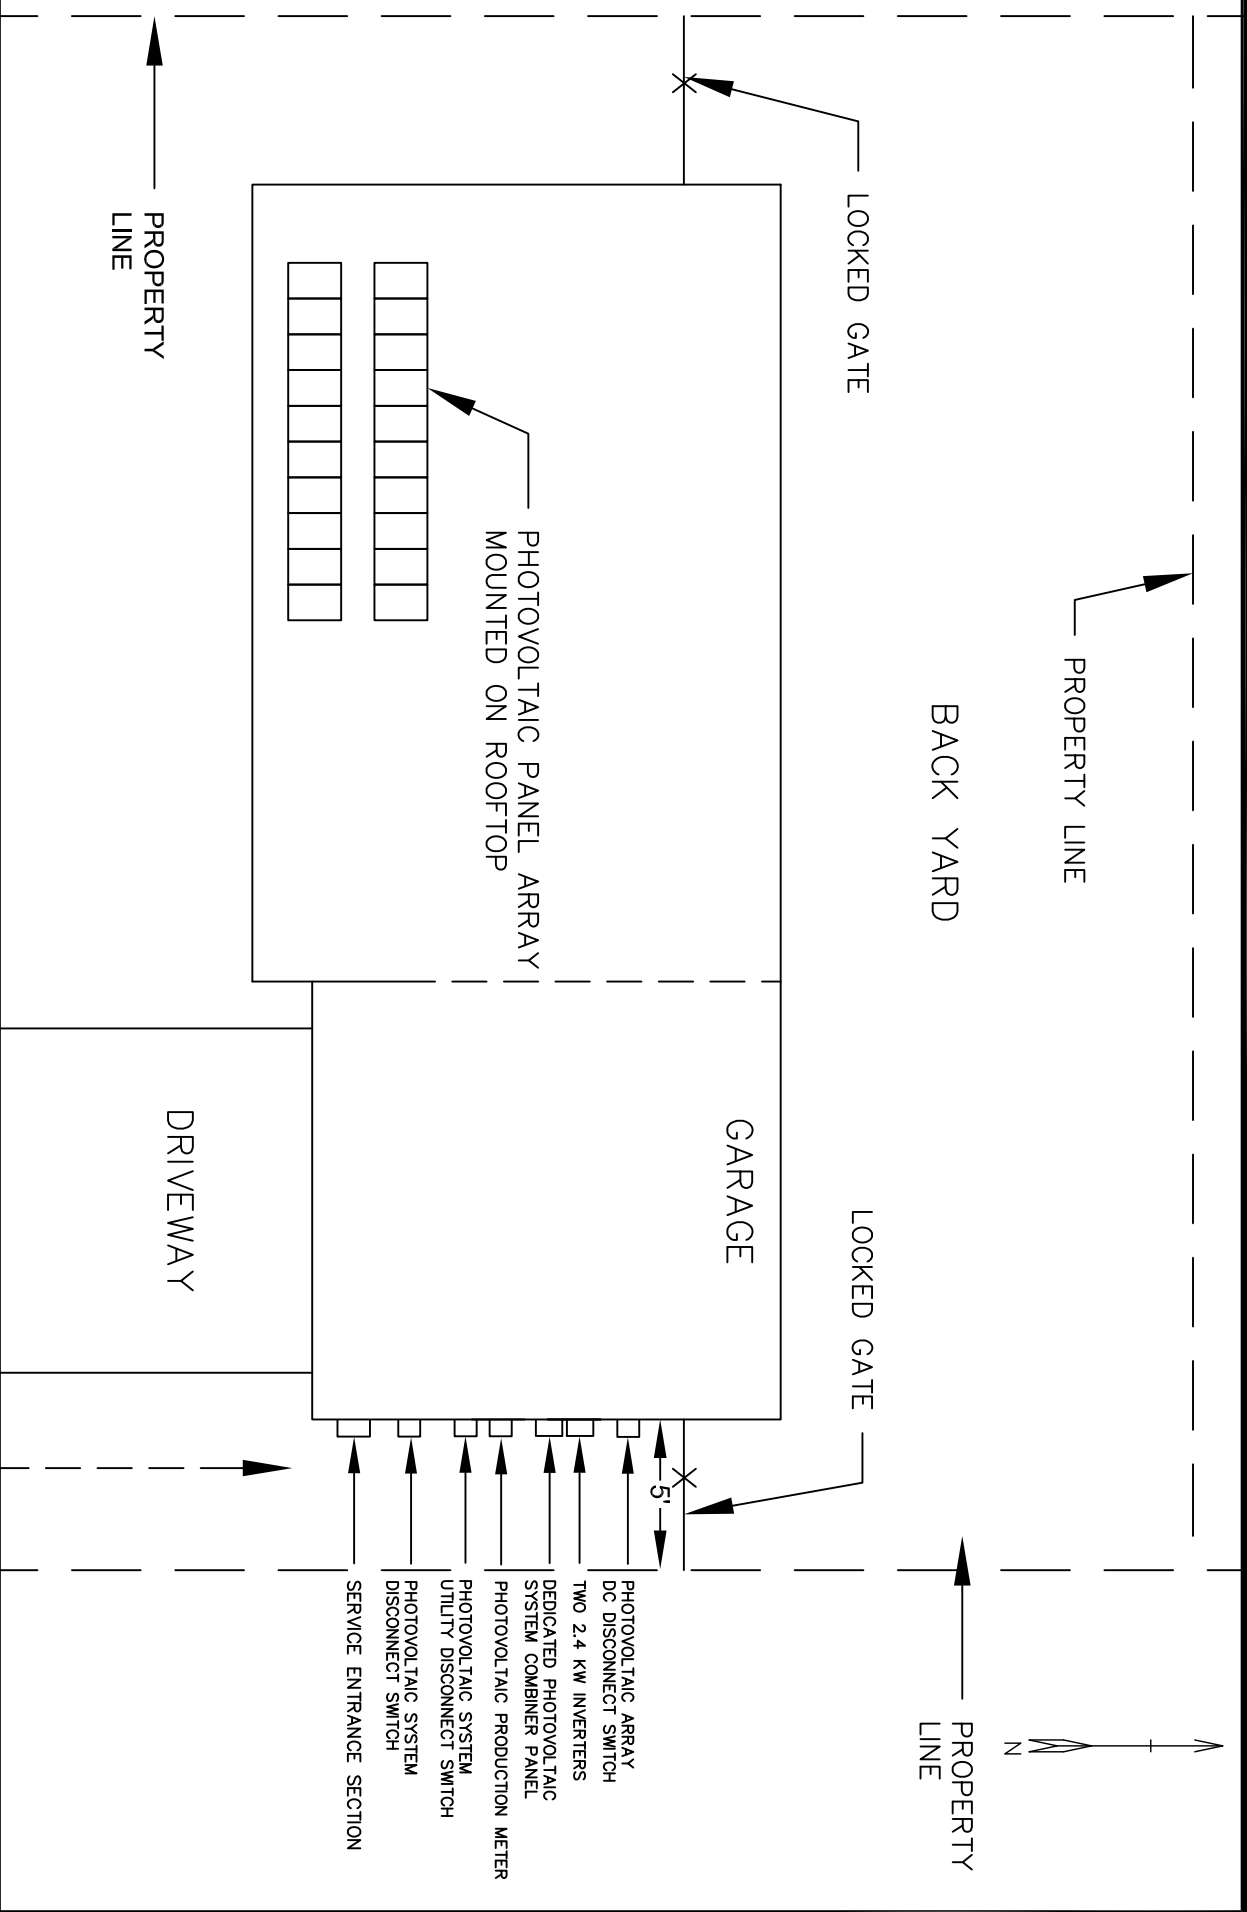 PROPERTY LINE
BACK YARD
LOCKED GATE
LOCKED GATE
PROPERTY
LINE
N
GARAGE
PHOTOVOLTAIC PANEL ARRAY
MOUNTED ON ROOFTOP
5'
PHOTOVOLTAIC ARRAY
DC DISCONNECT SWITCH
TWO 2.4 KW INVERTERS
DEDICATED PHOTOVOLTAIC
SYSTEM COMBINER PANEL
PHOTOVOLTAIC PRODUCTION METER
PHOTOVOLTAIC SYSTEM
UTILITY DISCONNECT SWITCH
PHOTOVOLTAIC SYSTEM
DISCONNECT SWITCH
SERVICE ENTRANCE SECTION
PROPERTY
LINE
DRIVEWAY